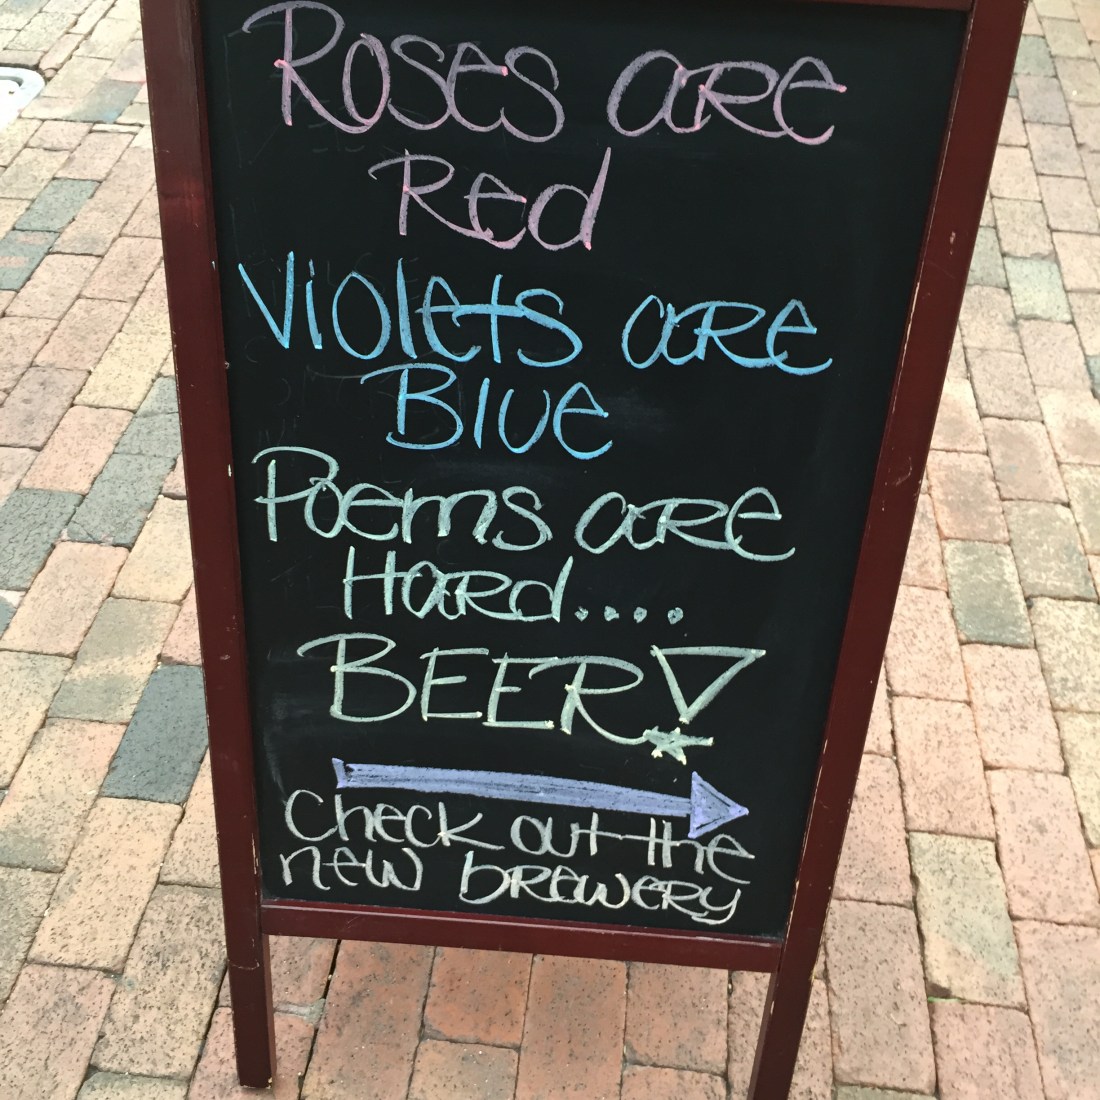 Roses are
Red
Violets are
Blue
Poems are
Hard....
BEER!
Check out the
new brewery